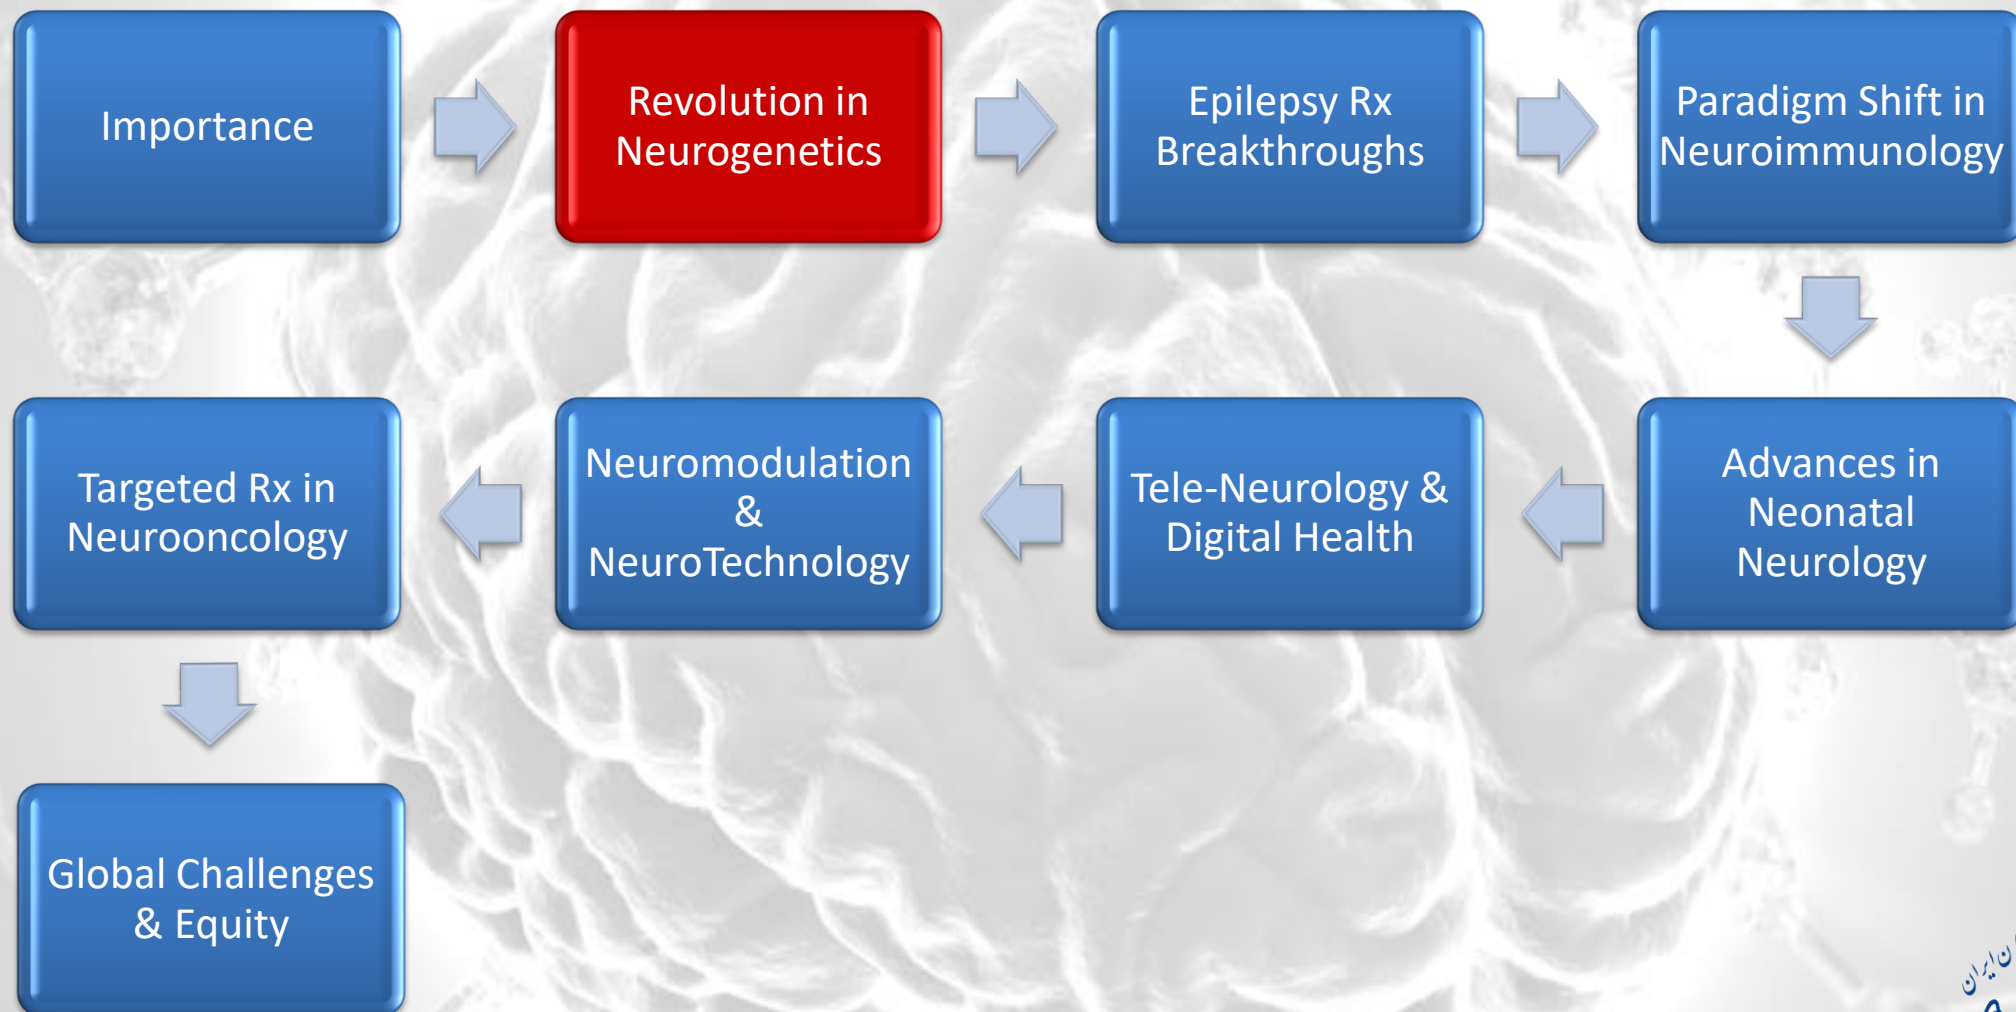 Importance
Revolution in
Neurogenetics
Epilepsy Rx
Breakthroughs
Paradigm Shift in
Neuroimmunology
Advances in
Neonatal
Neurology
Tele-Neurology &
Digital Health
Neuromodulation
&
NeuroTechnology
Targeted Rx in
Neurooncology
Global Challenges
& Equity
ایران